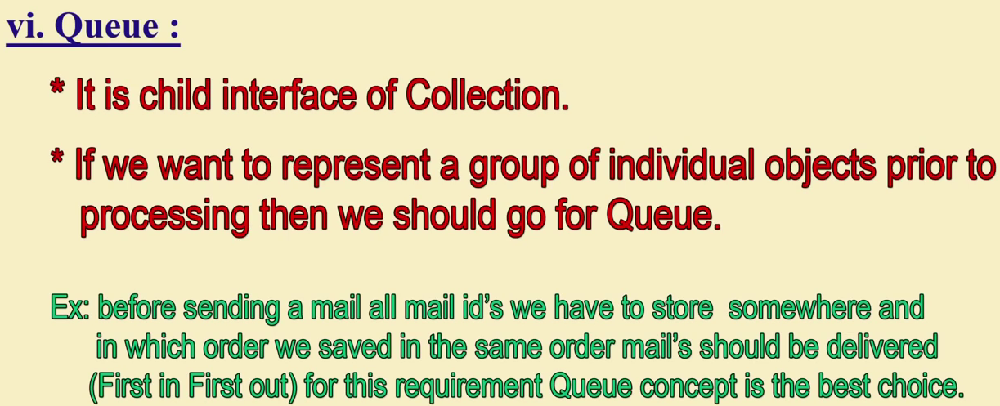 vi. Queue :
* It is child interface of Collection.
* If we want to represent a group of individual objects prior to
processing then we should go for Queue.
Ex: before sending a mail all mail id’s we have to store somewhere and
in which order we saved in the same order mail’s should be delivered
(First in First out) for this requirement Queue concept is the best choice.